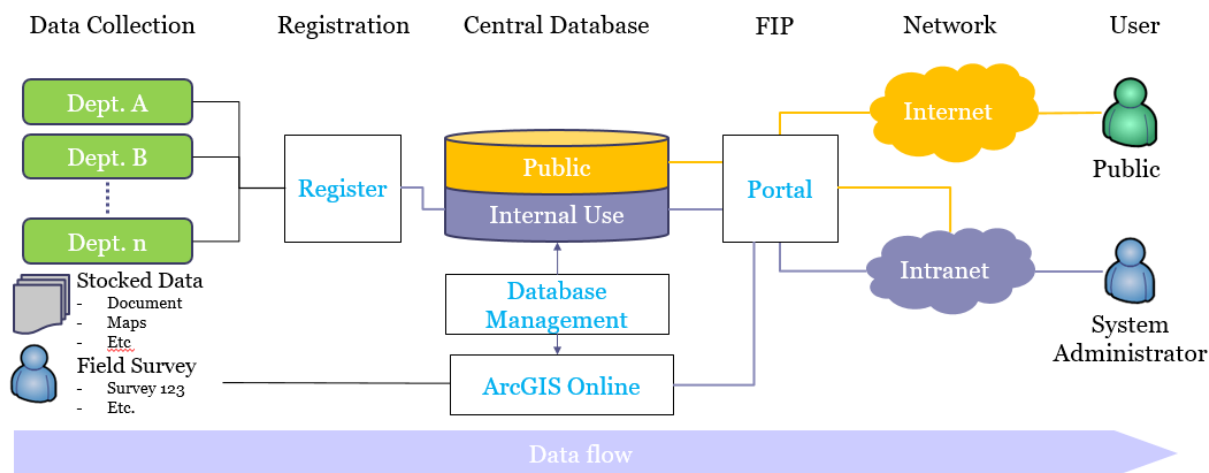 Data Collection
Registration
Central Database
FIP
Network
User
Dept. A
Dept. B
Dept. n
Stocked Data
- Document
- Maps
- Etc
Field Survey
- Survey 123
- Etc.
Register
Public
Internal Use
Database
Management
ArcGIS Online
Portal
Internet
Intranet
Public
System
Administrator
Data flow